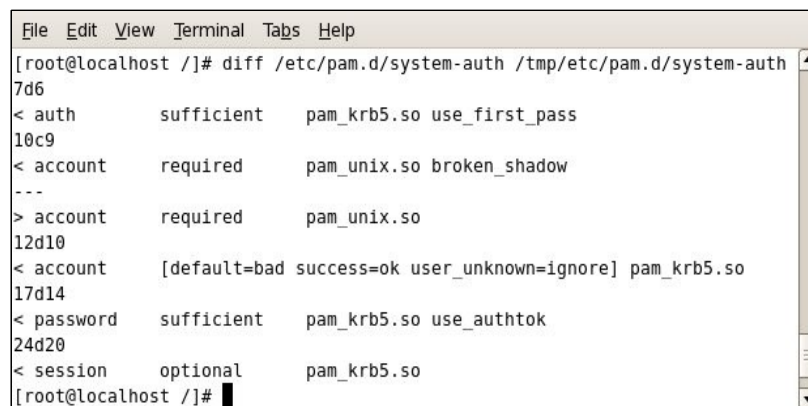 File Edit View Terminal Tabs Help
[root@localhost /]# diff /etc/pam.d/system-auth /tmp/etc/pam.d/system-auth
7d6
< auth        sufficient    pam_krb5.so use_first_pass
10c9
< account     required      pam_unix.so broken_shadow
---
> account     required      pam_unix.so
12d10
< account     [default=bad success=ok user_unknown=ignore] pam_krb5.so
17d14
< password    sufficient    pam_krb5.so use_authtok
24d20
< session     optional      pam_krb5.so
[root@localhost /]#